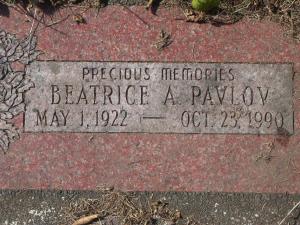 PRECIOUS MEMORIES
BEATRICE A. PAVLOV
MAY 1, 1922 — OCT. 23, 1990